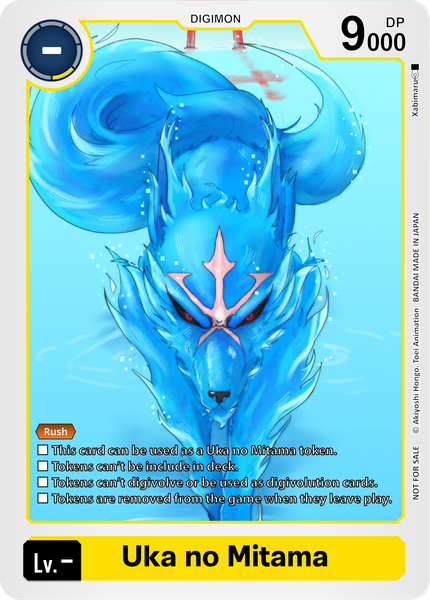 DIGIMON
–
9000
DP
Xabimaru
Rush
This card can be used as a Uka no Mitama token.
Tokens can't be include in deck.
Tokens can't digivolve or be used as digivolution cards.
Tokens are removed from the game when they leave play.
NOT FOR SALE © Akiyoshi Hongo. Toei Animation BANDAI MADE IN JAPAN
Lv.–
Uka no Mitama